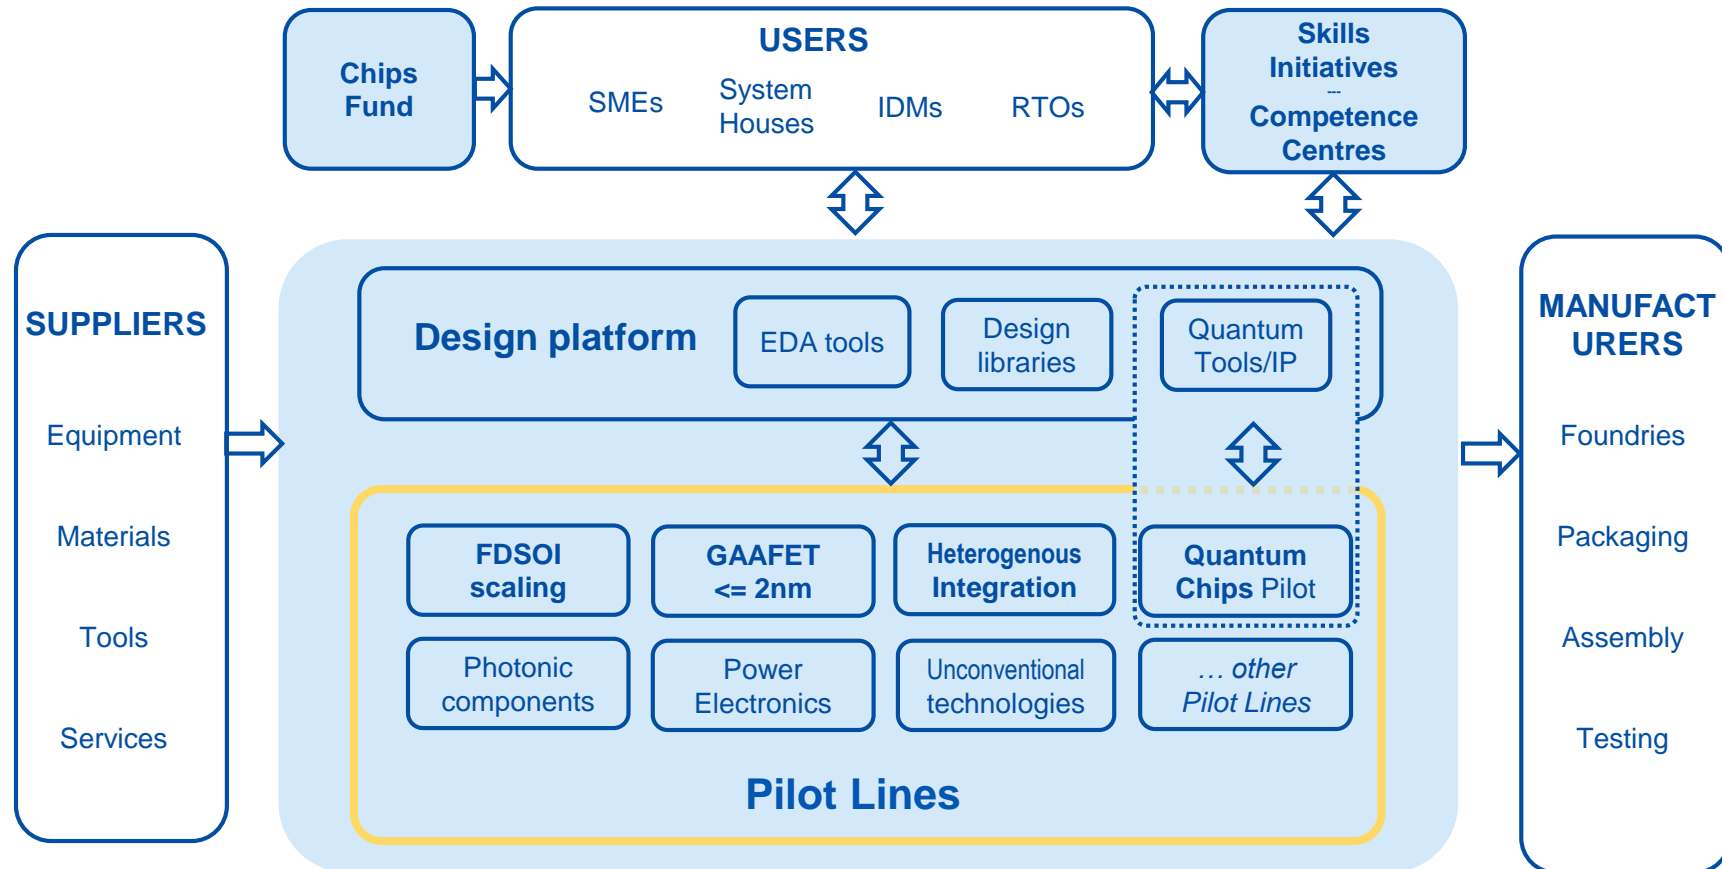 Chips
Fund
USERS
SMEs
System
Houses
IDMs
RTOs
Skills
Initiatives
---
Competence
Centres
SUPPLIERS
Equipment
Materials
Tools
Services
Design platform
EDA tools
Design
libraries
Quantum
Tools/IP
FDSOI
scaling
GAAFET
<= 2nm
Heterogenous
Integration
Quantum
Chips Pilot
Photonic
components
Power
Electronics
Unconventional
technologies
... other
Pilot Lines
Pilot Lines
MANUFACT
URERS
Foundries
Packaging
Assembly
Testing